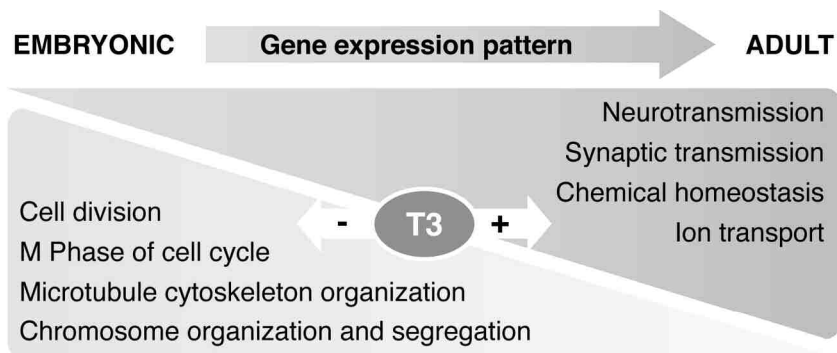 EMBRYONIC Gene expression pattern ADULT
Neurotransmission
Synaptic transmission
Chemical homeostasis
Ion transport
- T3 +
Cell division
M Phase of cell cycle
Microtubule cytoskeleton organization
Chromosome organization and segregation